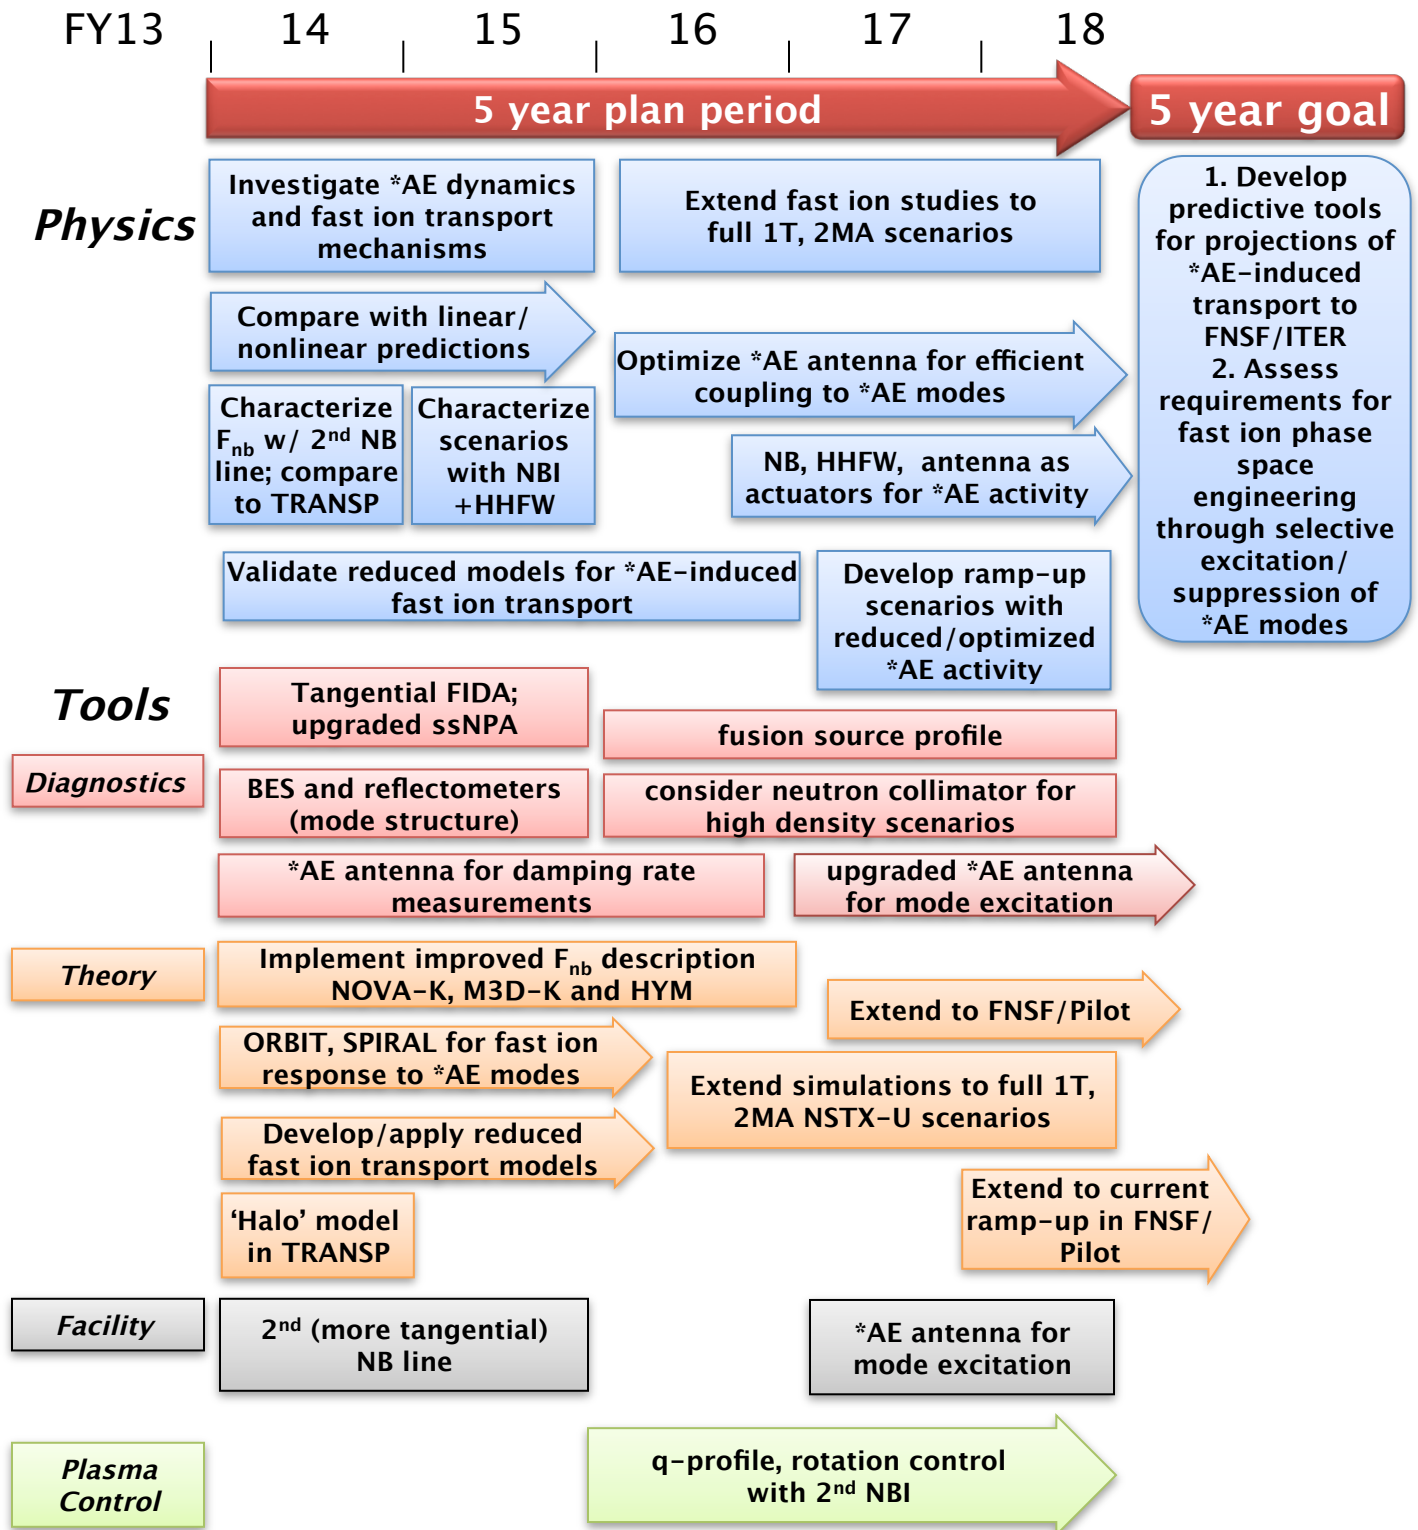 FY13 14 15 16 17 18
5 year plan period
5 year goal
Physics
Investigate *AE dynamics
and fast ion transport
mechanisms
Extend fast ion studies to
full 1T, 2MA scenarios
1. Develop
predictive tools
for projections of
*AE-induced
transport to
FNSF/ITER
2. Assess
requirements for
fast ion phase
space
engineering
through selective
excitation/
suppression of
*AE modes
Compare with linear/
nonlinear predictions
Optimize *AE antenna for efficient
coupling to *AE modes
Characterize
Fnb w/ 2nd NB
line; compare
to TRANSP
Characterize
scenarios
with NBI
+HHFW
NB, HHFW, antenna as
actuators for *AE activity
Validate reduced models for *AE-induced
fast ion transport
Develop ramp-up
scenarios with
reduced/optimized
*AE activity
Tools
Diagnostics
Tangential FIDA;
upgraded ssNPA
fusion source profile
BES and reflectometers
(mode structure)
consider neutron collimator for
high density scenarios
*AE antenna for damping rate
measurements
upgraded *AE antenna
for mode excitation
Theory
Implement improved Fnb description
NOVA-K, M3D-K and HYM
Extend to FNSF/Pilot
ORBIT, SPIRAL for fast ion
response to *AE modes
Extend simulations to full 1T,
2MA NSTX-U scenarios
Develop/apply reduced
fast ion transport models
Extend to current
ramp-up in FNSF/
Pilot
‘Halo’ model
in TRANSP
Facility
2nd (more tangential)
NB line
*AE antenna for
mode excitation
Plasma
Control
q-profile, rotation control
with 2nd NBI